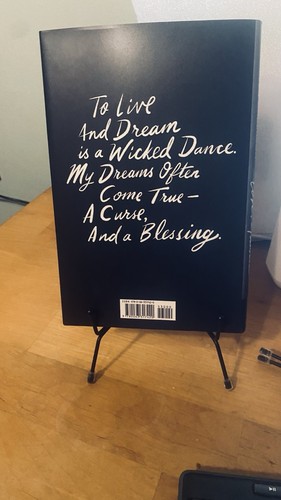 To Live
And Dream
is a Wicked Dance.
My Dreams Often
Come True—
A Curse,
And a Blessing.